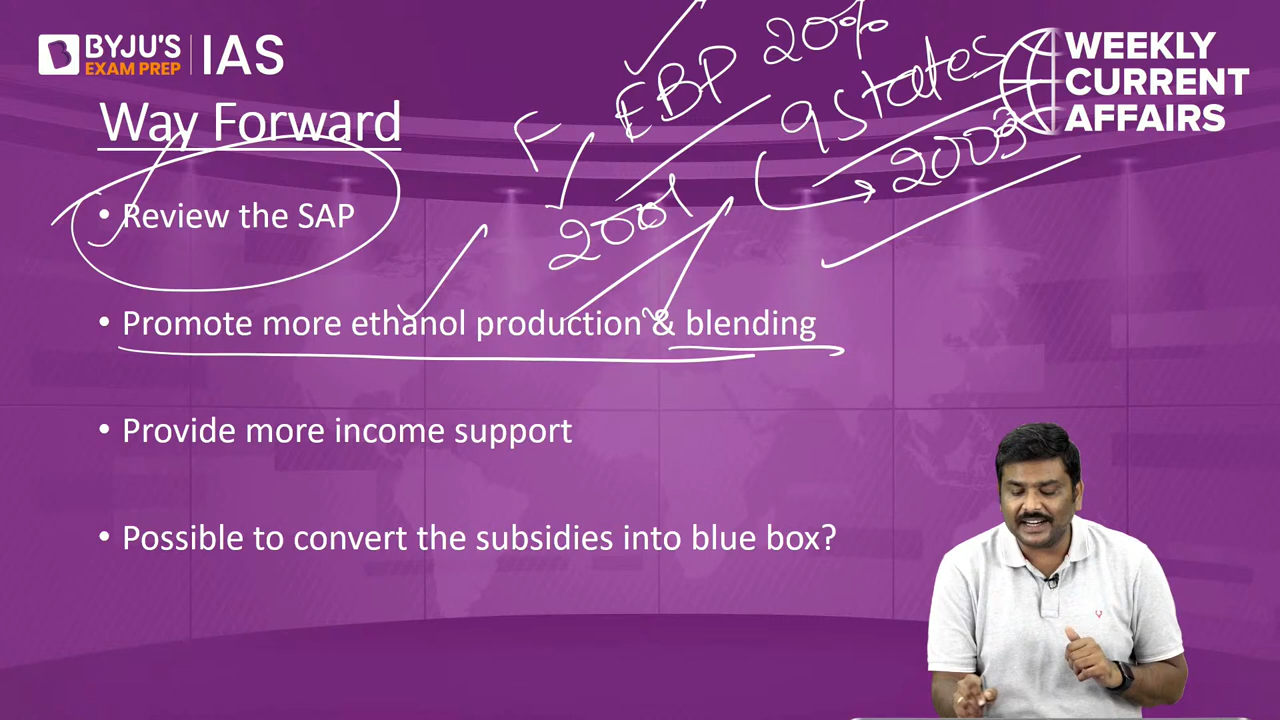 BYJU'S
EXAM PREP
IAS
WEEKLY
CURRENT
AFFAIRS
EBP 20%
9 states
F
2001
2003
Way Forward
• Review the SAP
• Promote more ethanol production & blending
• Provide more income support
• Possible to convert the subsidies into blue box?